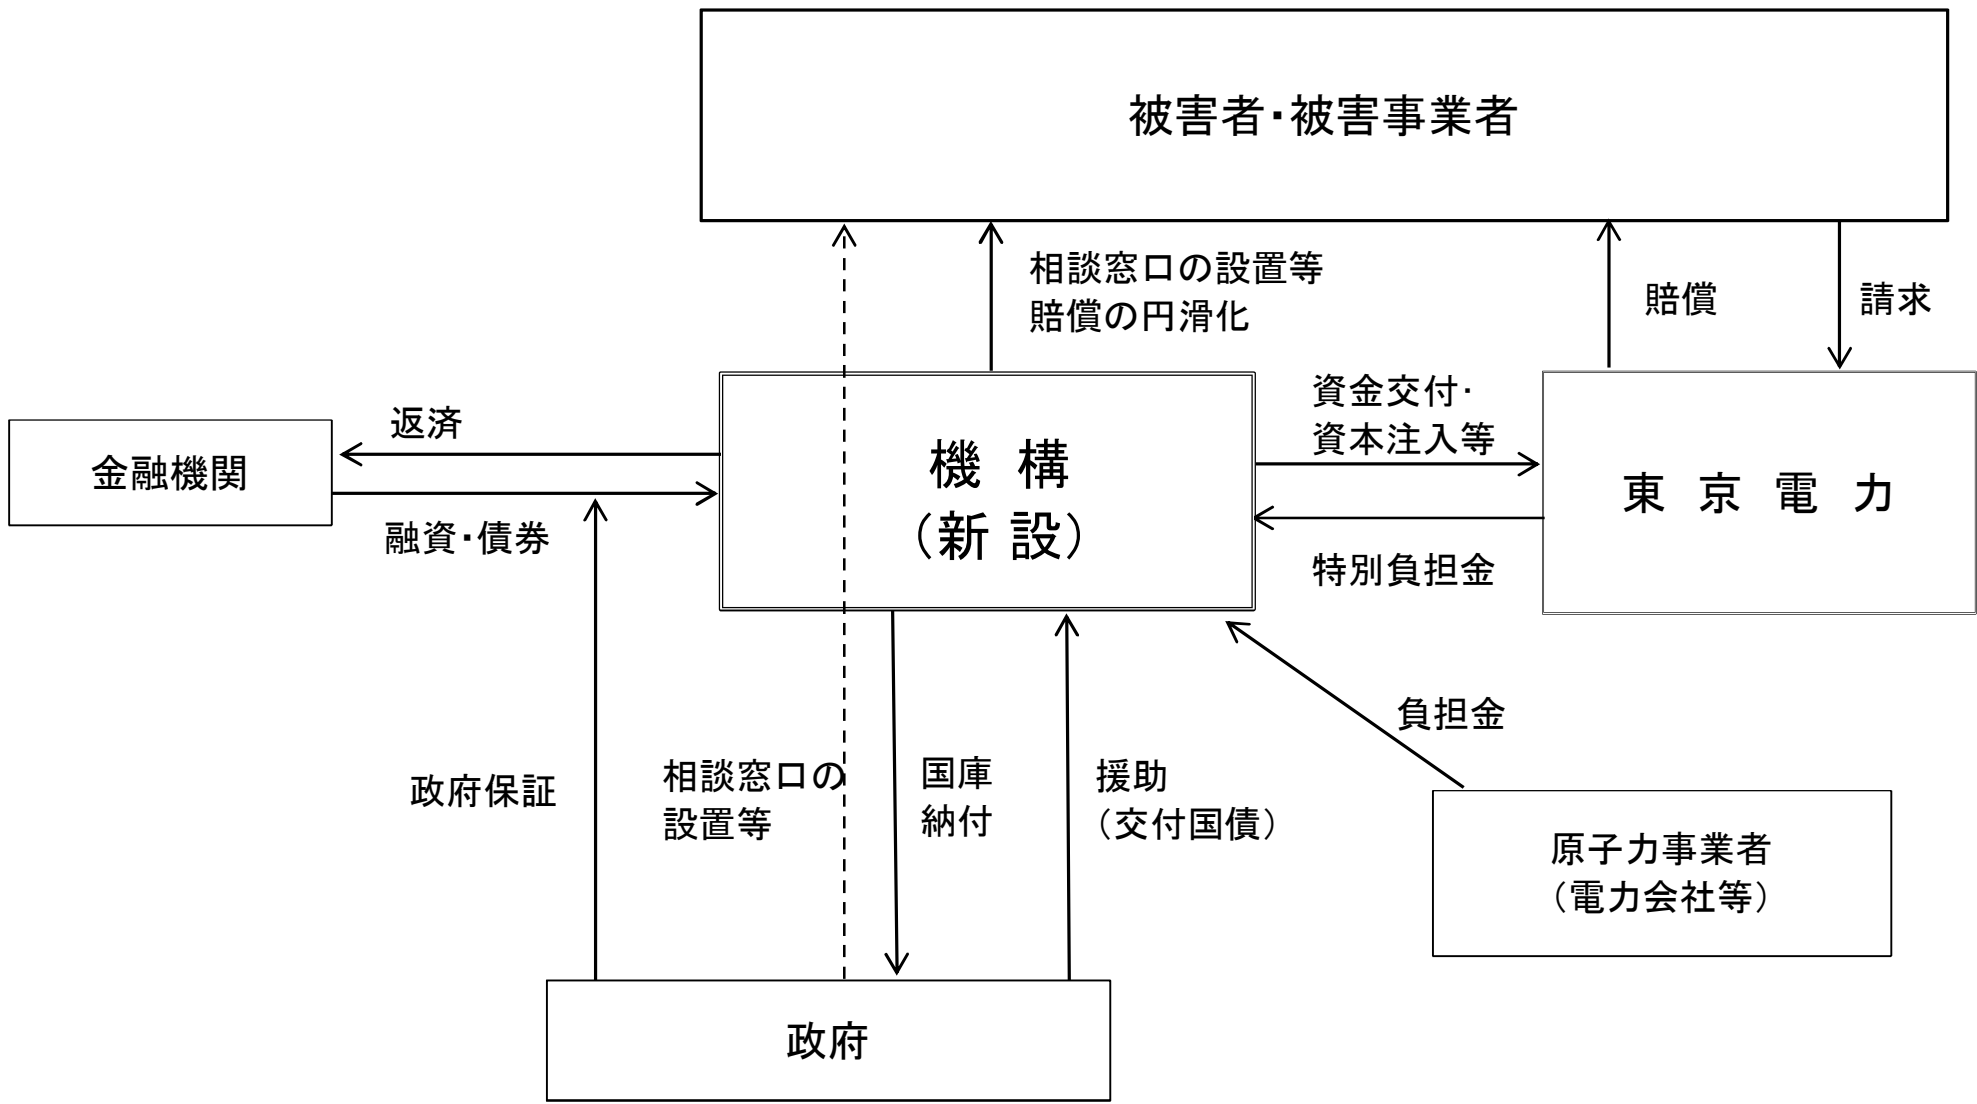 被害者・被害事業者
相談窓口の設置等
賠償の円滑化
賠償
請求
資金交付・
資本注入等
返済
金融機関
機 構
（新 設）
東 京 電 力
融資・債券
特別負担金
負担金
政府保証
相談窓口の
設置等
国庫
納付
援助
（交付国債）
原子力事業者
（電力会社等）
政府